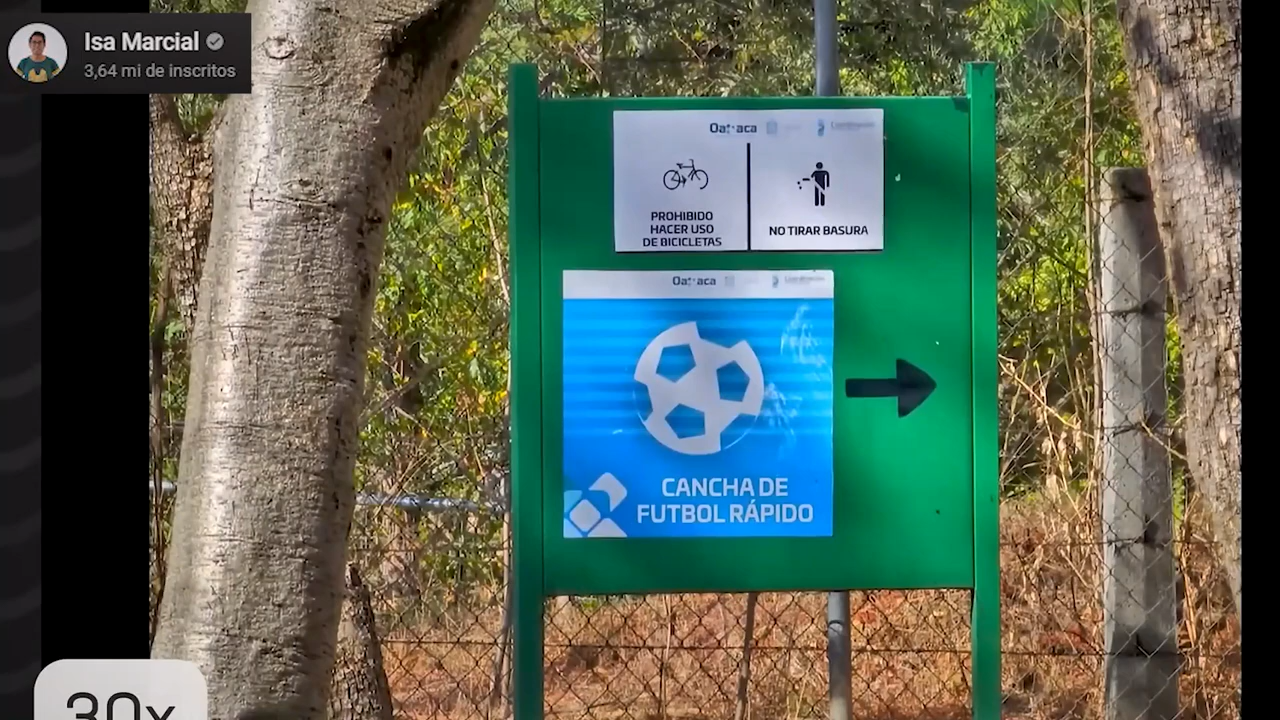 Isa Marcial
3,64 mi de inscritos
Oaxaca
PROHIBIDO
HACER USO
DE BICICLETAS
NO TIRAR BASURA
Oaxaca
CANCHA DE
FUTBOL RÁPIDO
30x